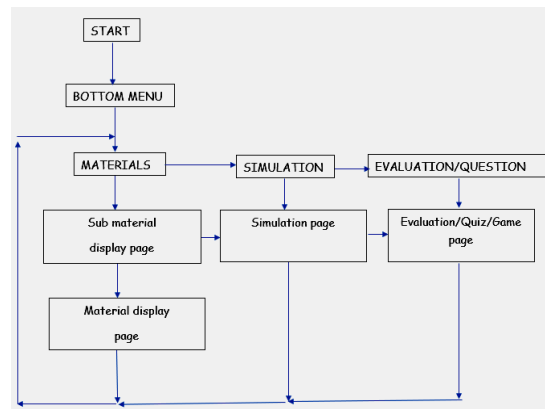 START
BOTTOM MENU
MATERIALS
SIMULATION
EVALUATION/QUESTION
Sub material
display page
Simulation page
Evaluation/Quiz/Game
page
Material display
page